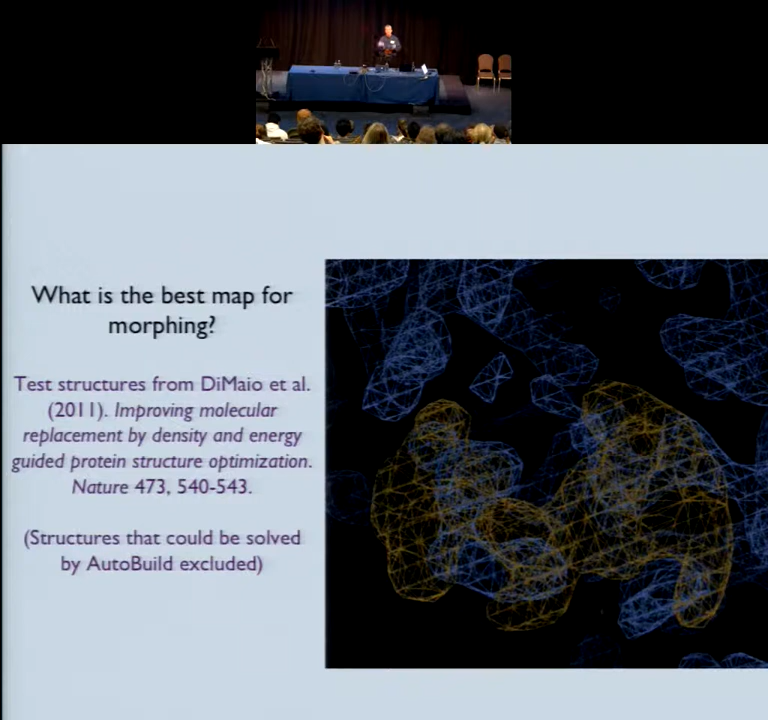 What is the best map for
morphing?
Test structures from DiMaio et al.
(2011). Improving molecular
replacement by density and energy
guided protein structure optimization.
Nature 473, 540-543.
(Structures that could be solved
by AutoBuild excluded)